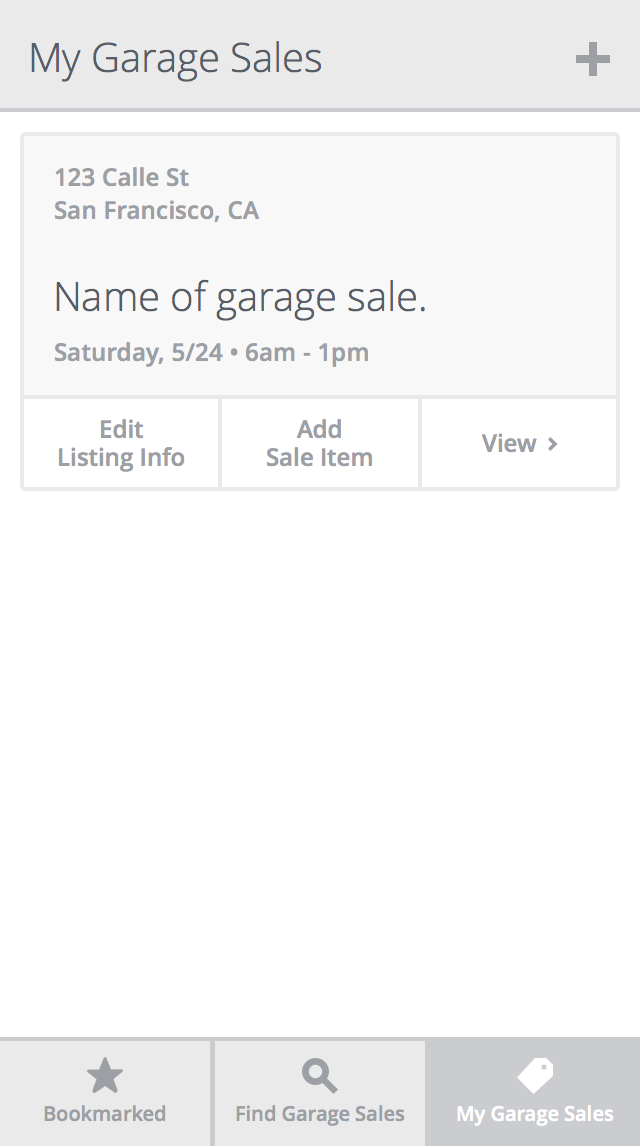 My Garage Sales
123 Calle St
San Francisco, CA
Name of garage sale.
Saturday, 5/24 • 6am - 1pm
Edit
Listing Info
Add
Sale Item
View
Bookmarked
Find Garage Sales
My Garage Sales